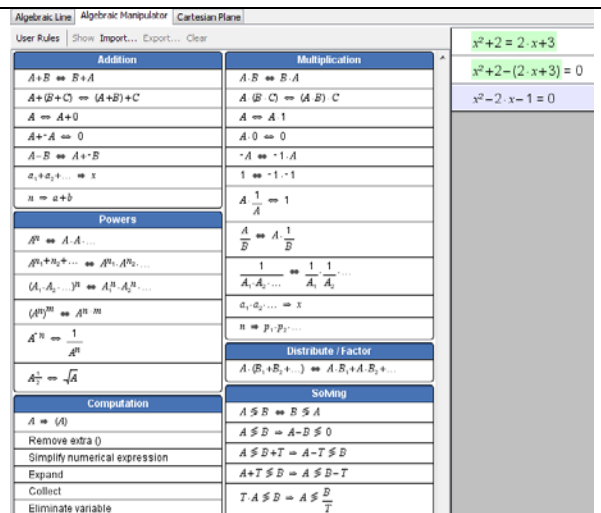 Algebraic Line Algebraic Manipulator Cartesian Plane
User Rules Show Import... Export... Clear
Addition
A+B ⇔ B+A
A+(B+C) ⇔ (A+B)+C
A ⇔ A+0
A+⁻A ⇔ 0
A−B ⇔ A+⁻B
a₁+a₂+... ⇒ x
n ⇒ a+b
Powers
Aⁿ ⇔ A·A·...
A^(n₁+n₂+...) ⇔ A^n₁·A^n₂·...
(A₁·A₂·...)ⁿ ⇔ A₁ⁿ·A₂ⁿ·...
(Aⁿ)ᵐ ⇔ A^(n·m)
A⁻ⁿ ⇔ 1/Aⁿ
A^(1/2) ⇔ √A
Computation
A ⇒ (A)
Remove extra ()
Simplify numerical expression
Expand
Collect
Eliminate variable
Multiplication
A·B ⇔ B·A
A·(B·C) ⇔ (A·B)·C
A ⇔ A·1
A·0 ⇔ 0
⁻A ⇔ ⁻1·A
1 ⇔ ⁻1·⁻1
A·1/A ⇔ 1
A/B ⇔ A·1/B
1/(A₁·A₂·...) ⇔ 1/A₁·1/A₂·...
a₁·a₂·... ⇒ x
n ⇒ p₁·p₂·...
Distribute / Factor
A·(B₁+B₂+...) ⇔ A·B₁+A·B₂+...
Solving
A ≶ B ⇔ B ≶ A
A ≶ B ⇒ A−B ≶ 0
A ≶ B+T ⇒ A−T ≶ B
A+T ≶ B ⇒ A ≶ B−T
T·A ≶ B ⇒ A ≶ B/T
x²+2 = 2·x+3
x²+2−(2·x+3) = 0
x²−2·x−1 = 0